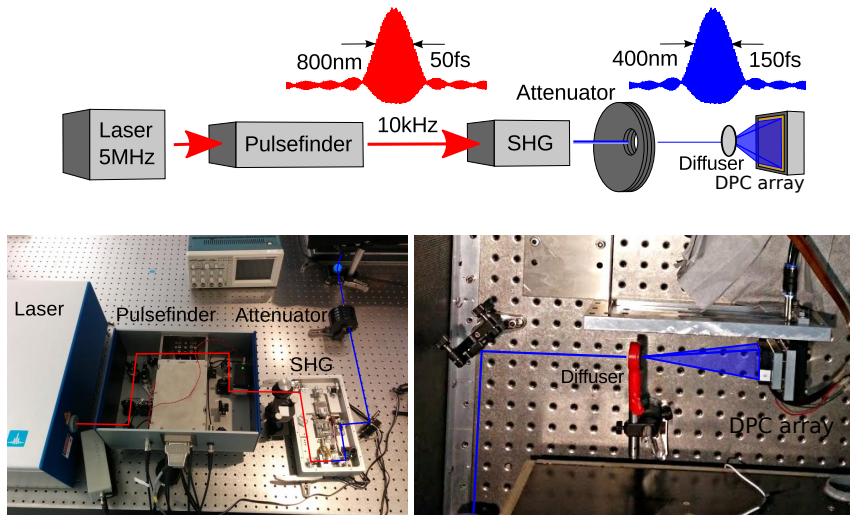 800nm
50fs
400nm
150fs
Attenuator
Laser
5MHz
Pulsefinder
10kHz
SHG
Diffuser
DPC array
Laser
Pulsefinder
Attenuator
SHG
Diffuser
DPC array